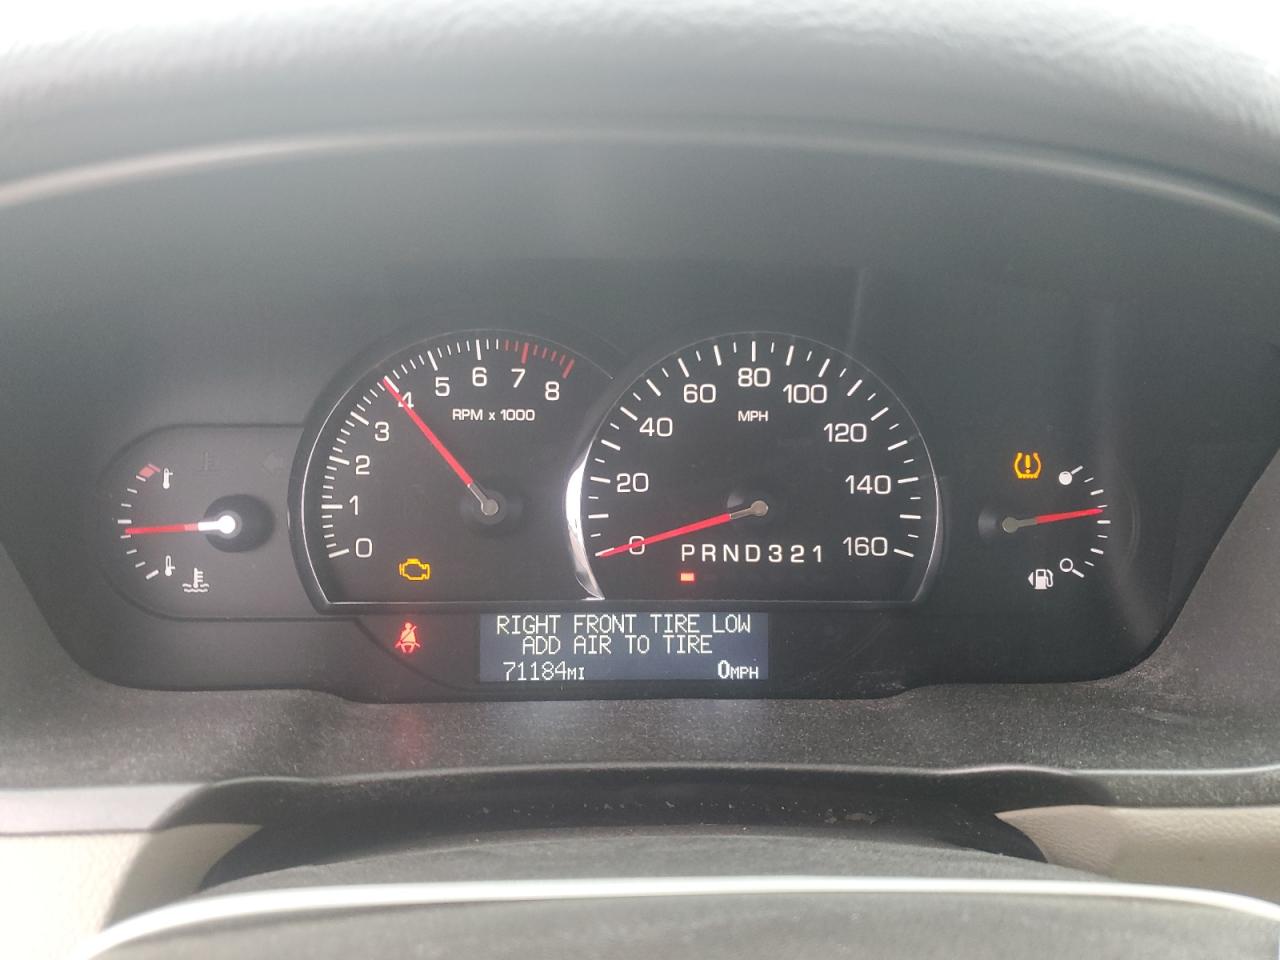 0 1 2 3 4 5 6 7 8
RPM x 1000
0 20 40 60 80 100 120 140 160
MPH
PRND321
RIGHT FRONT TIRE LOW
ADD AIR TO TIRE
71184MI 0MPH